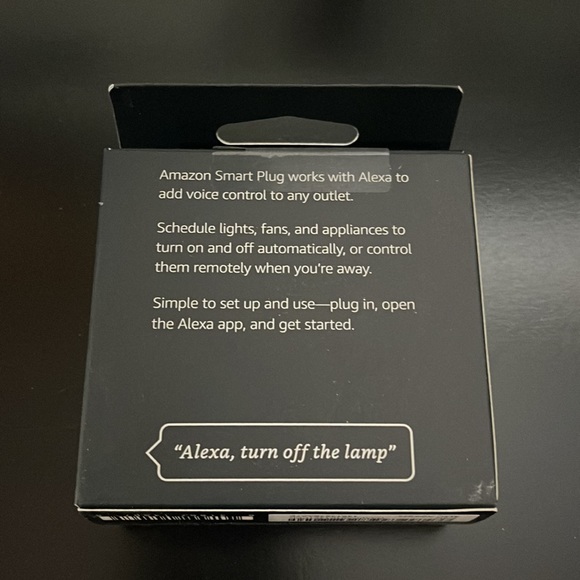 Amazon Smart Plug works with Alexa to
add voice control to any outlet.
Schedule lights, fans, and appliances to
turn on and off automatically, or control
them remotely when you're away.
Simple to set up and use—plug in, open
the Alexa app, and get started.
“Alexa, turn off the lamp”